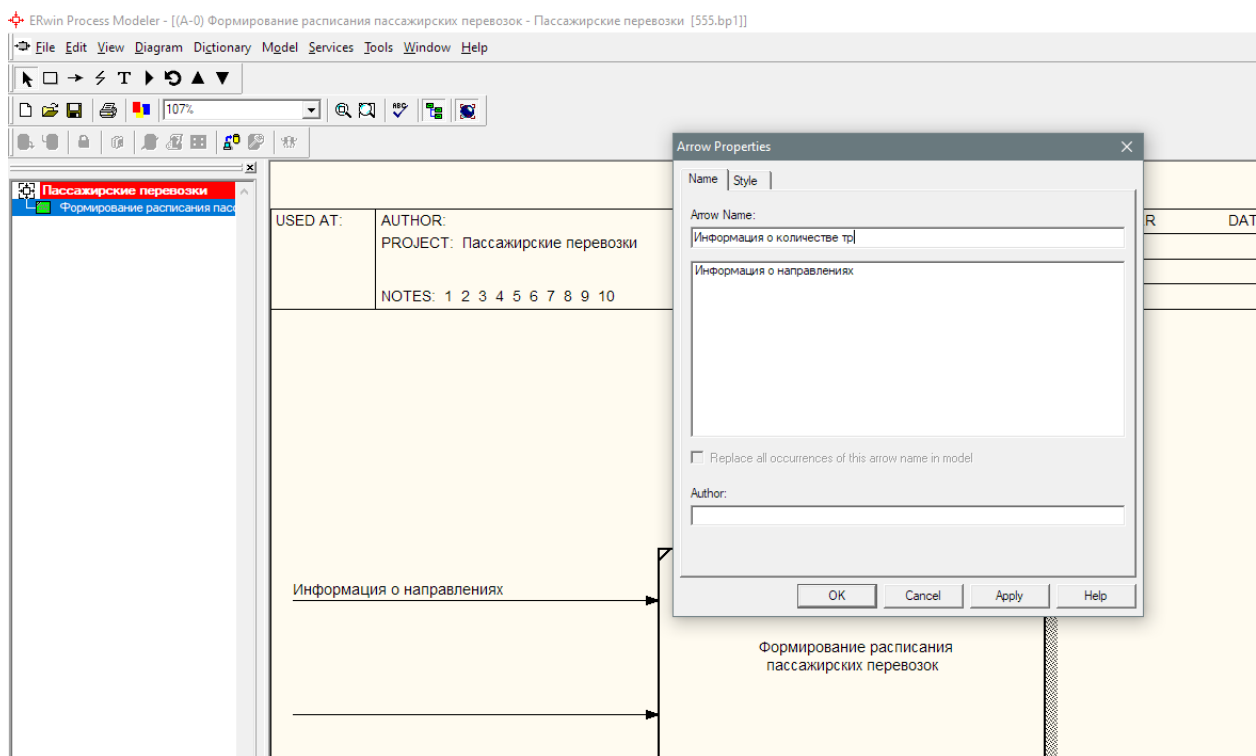 ERwin Process Modeler - [(A-0) Формирование расписания пассажирских перевозок - Пассажирские перевозки [555.bp1]]
File Edit View Diagram Dictionary Model Services Tools Window Help
T
107%
ABC
Arrow Properties
Пассажирские перевозки
Формирование расписания пасс
Name Style
USED AT:
AUTHOR:
PROJECT: Пассажирские перевозки
NOTES: 1 2 3 4 5 6 7 8 9 10
R DAT
Arrow Name:
Информация о количестве тр
Информация о направлениях
Replace all occurrences of this arrow name in model
Author:
OK Cancel Apply Help
Информация о направлениях
Формирование расписания
пассажирских перевозок